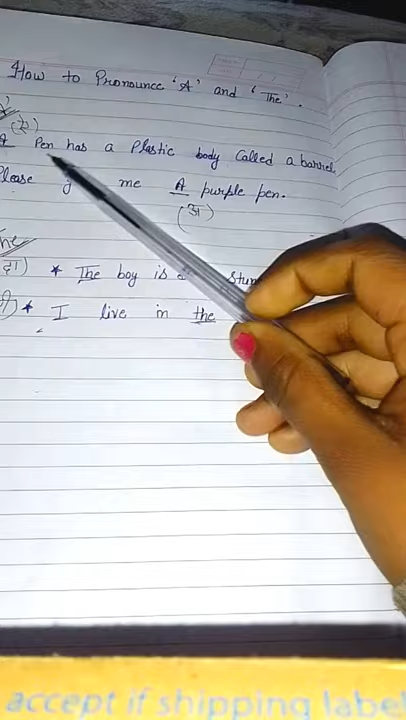 How to Pronounce 'A' and 'The'.
(ऐ)
A Pen has a Plastic body Called a barrel
Please me A purple pen.
(अ)
The
* The boy is
* I live in the
accept if shipping label